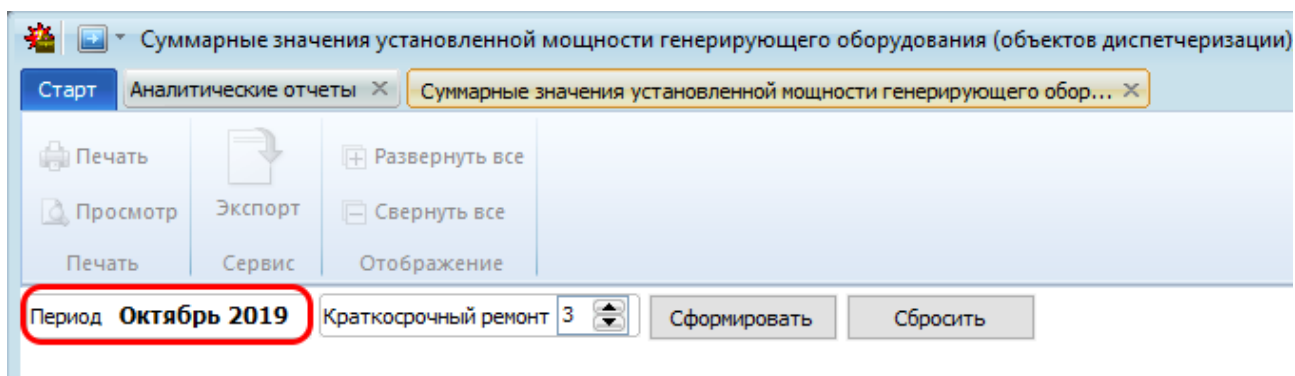 Суммарные значения установленной мощности генерирующего оборудования (объектов диспетчеризации)
Старт Аналитические отчеты Суммарные значения установленной мощности генерирующего обор...
Печать Развернуть все
Просмотр Экспорт Свернуть все
Печать Сервис Отображение
Период Октябрь 2019 Краткосрочный ремонт 3 Сформировать Сбросить